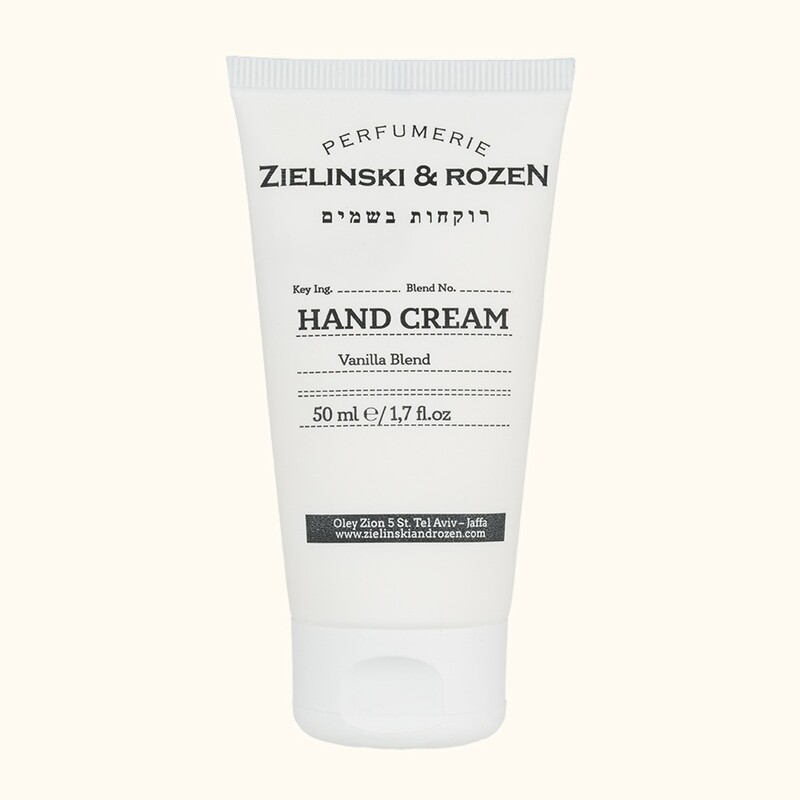 PERFUMERIE
ZIELINSKI & ROZEN
רוקחות בשמים
Key Ing. Blend No.
HAND CREAM
Vanilla Blend
50 ml ℮/ 1,7 fl.oz
Oley Zion 5 St. Tel Aviv – Jaffa
www.zielinskiandrozen.com